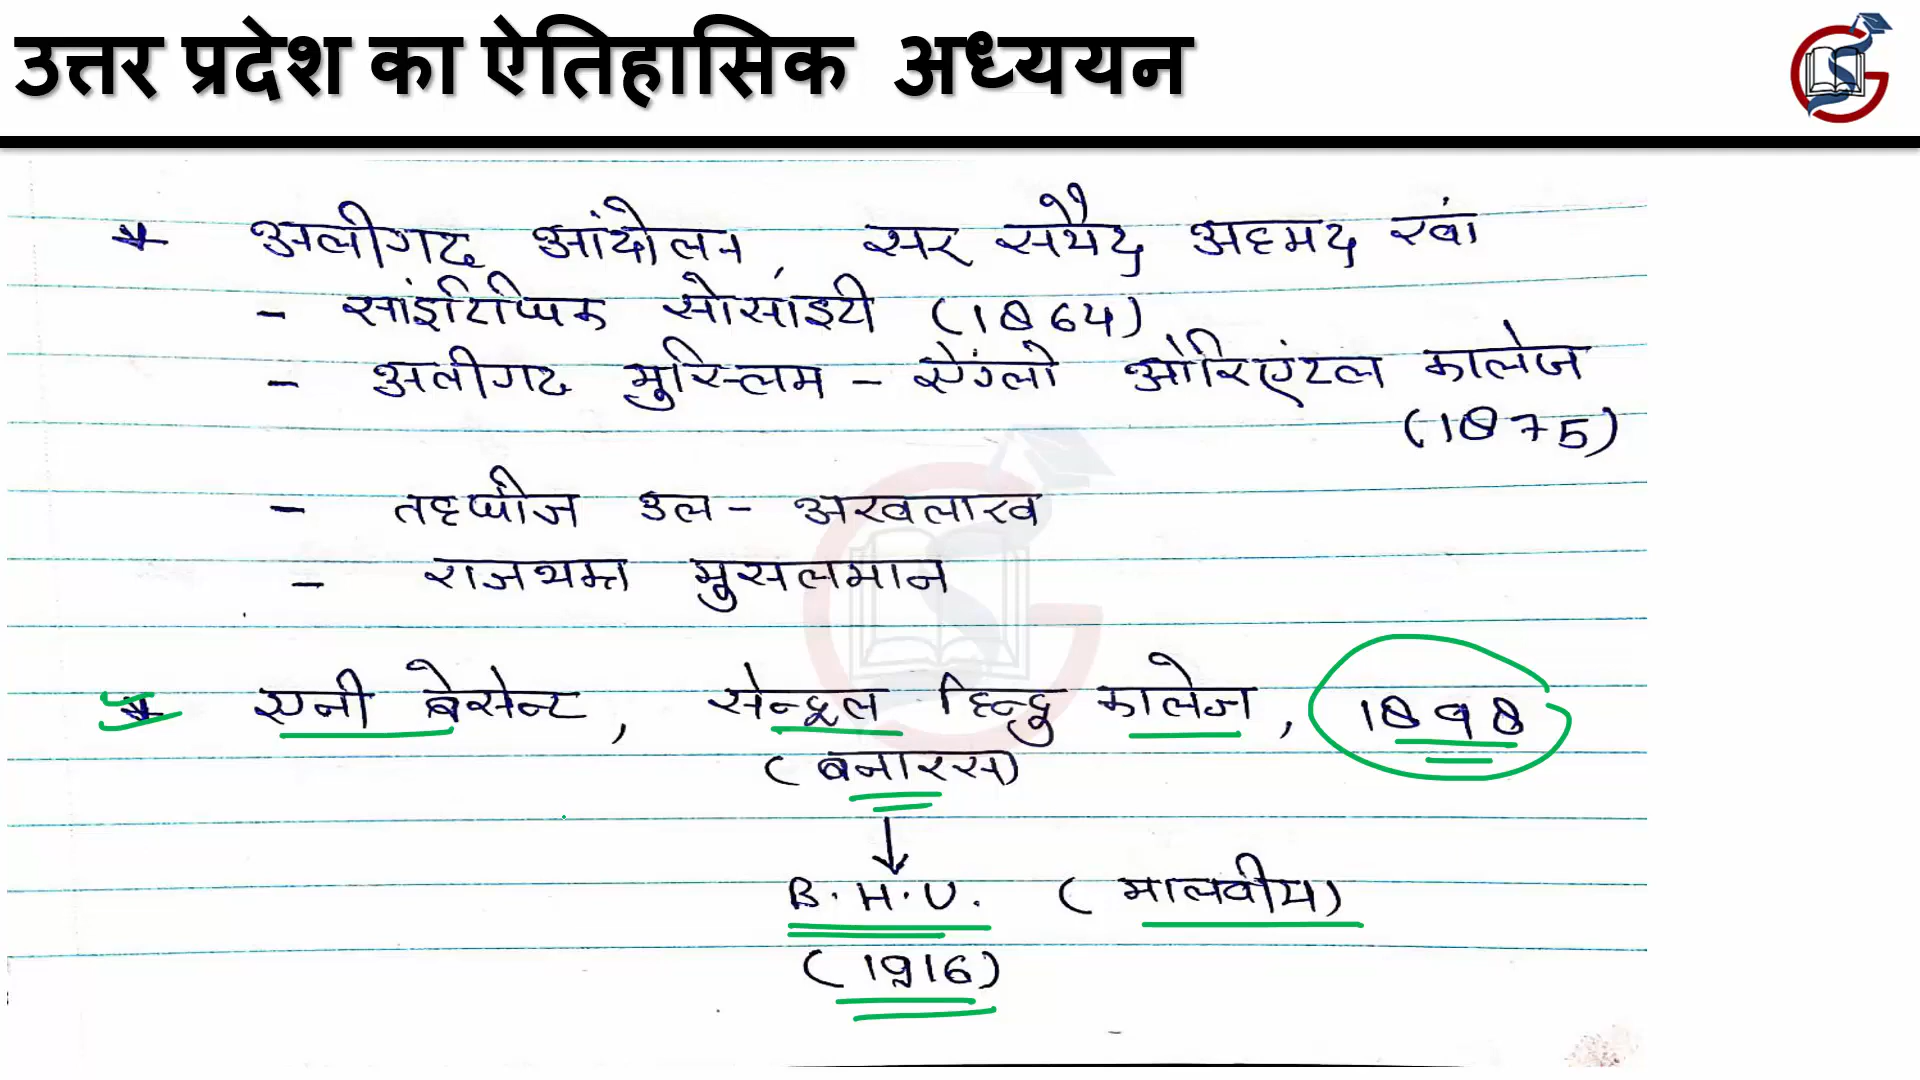 उत्तर प्रदेश का ऐतिहासिक अध्ययन
* अलीगढ आंदोलन, सर सैयद अहमद खां
- सांइटिफिक सोसाइटी (1864)
- अलीगढ मुस्लिम - ऐंग्लो ओरिएंटल कालेज
(1875)
- तहजीब उल - अखलाख
- राजभक्त मुसलमान
* एनी बेसेन्ट, सेन्ट्रल हिन्दु कालेज, 1898
(बनारस)
↓
B.H.U. (मालवीय)
(1916)